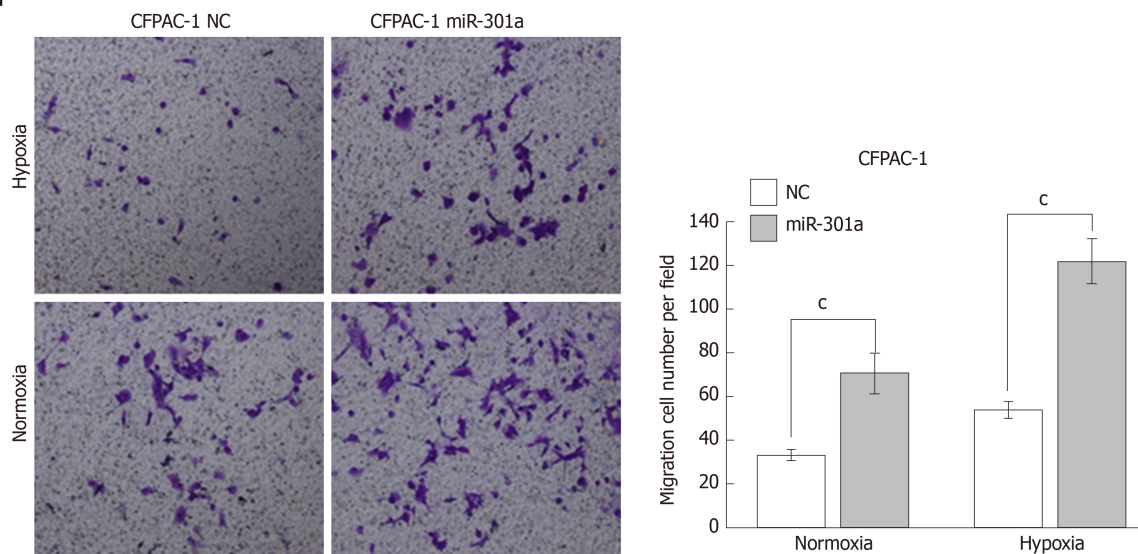 CFPAC-1 NC
CFPAC-1 miR-301a
Hypoxia
Normoxia
CFPAC-1
NC
miR-301a
c
c
Migration cell number per field
140
120
100
80
60
40
20
0
Normoxia
Hypoxia